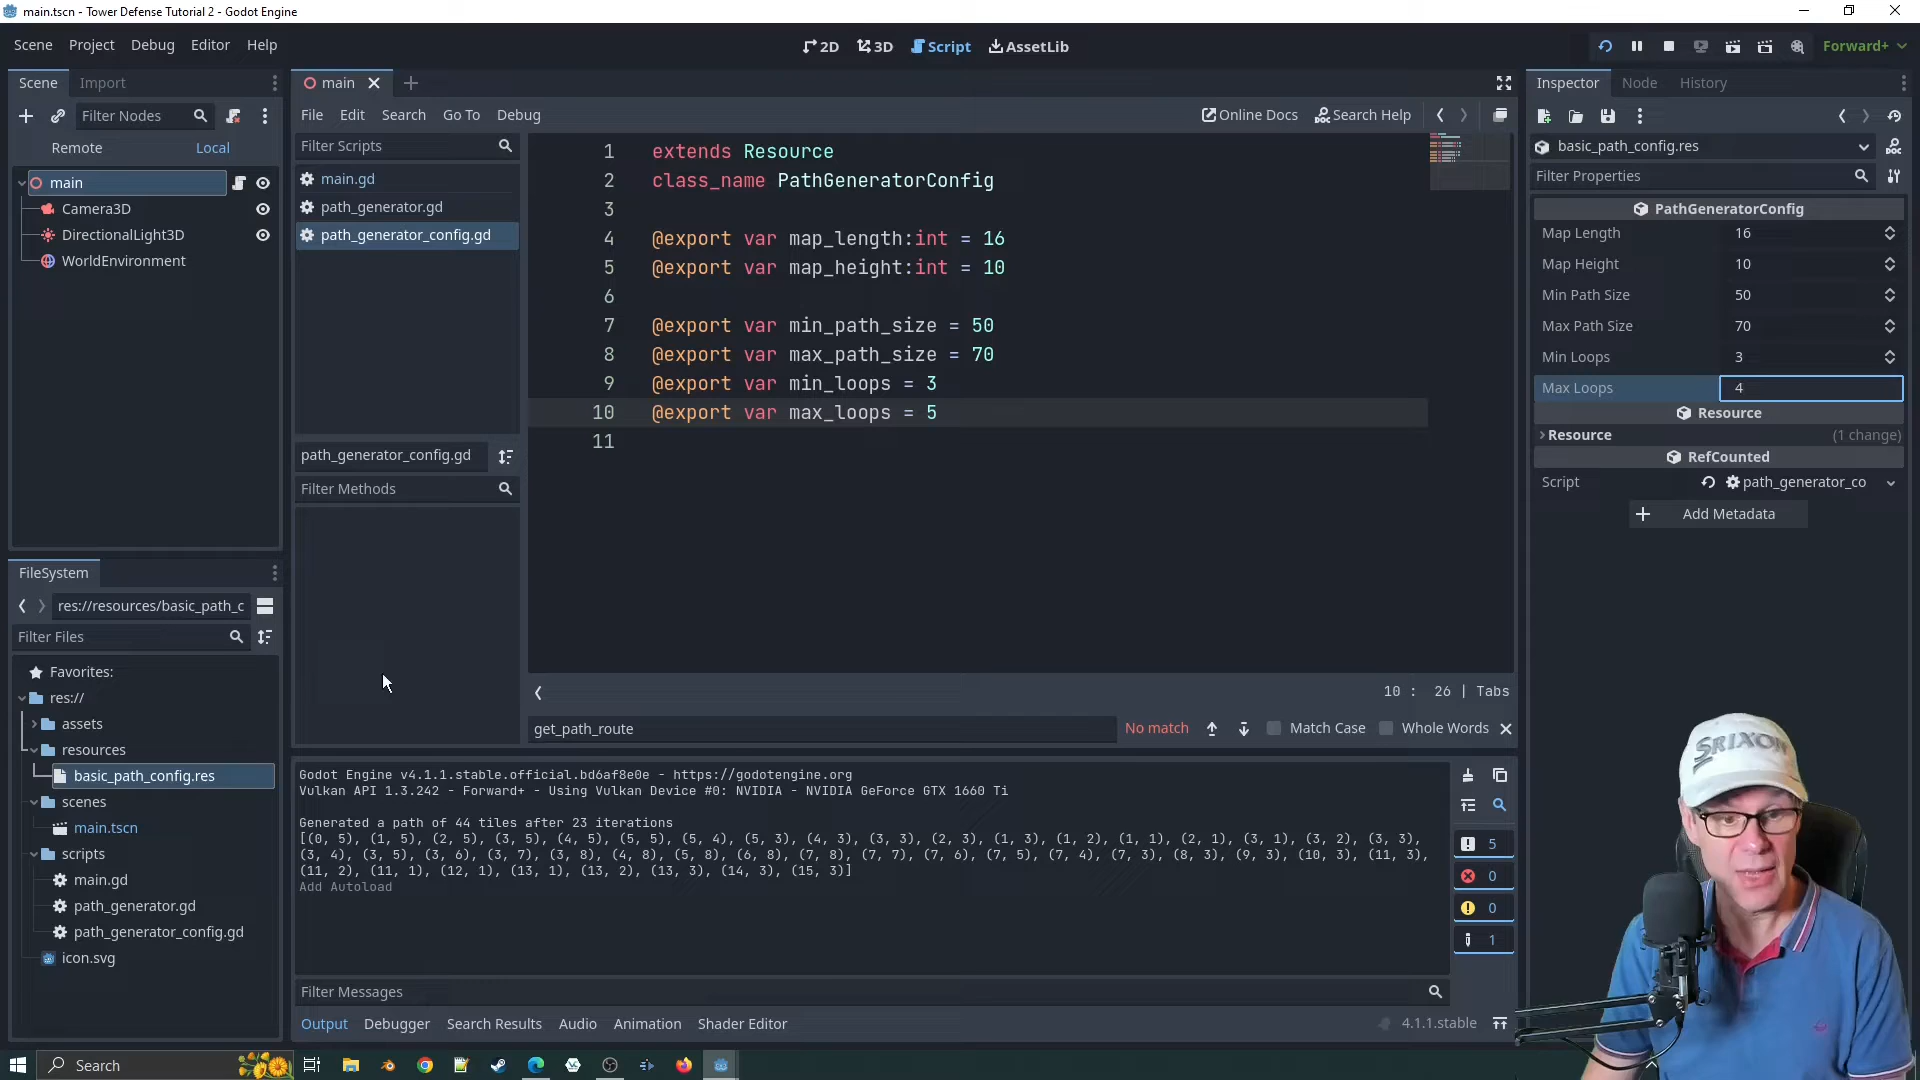 main.tscn - Tower Defense Tutorial 2 - Godot Engine
Scene Project Debug Editor Help
2D 3D Script AssetLib
Forward+
Scene Import
Filter Nodes
Remote Local
main
Camera3D
DirectionalLight3D
WorldEnvironment
FileSystem
res://resources/basic_path_c
Filter Files
Favorites:
res://
assets
resources
basic_path_config.res
scenes
main.tscn
scripts
main.gd
path_generator.gd
path_generator_config.gd
icon.svg
main
File Edit Search Go To Debug
Online Docs Search Help
Filter Scripts
main.gd
path_generator.gd
path_generator_config.gd
path_generator_config.gd
Filter Methods
1 extends Resource
2 class_name PathGeneratorConfig
3
4 @export var map_length:int = 16
5 @export var map_height:int = 10
6
7 @export var min_path_size = 50
8 @export var max_path_size = 70
9 @export var min_loops = 3
10 @export var max_loops = 5
11
10 : 26 | Tabs
get_path_route No match Match Case Whole Words
Godot Engine v4.1.1.stable.official.bd6af8e0e - https://godotengine.org
Vulkan API 1.3.242 - Forward+ - Using Vulkan Device #0: NVIDIA - NVIDIA GeForce GTX 1660 Ti
Generated a path of 44 tiles after 23 iterations
[(0, 5), (1, 5), (2, 5), (3, 5), (4, 5), (5, 5), (5, 4), (5, 3), (4, 3), (3, 3), (2, 3), (1, 3), (1, 2), (1, 1), (2, 1), (3, 1), (3, 2), (3, 3),
(3, 4), (3, 5), (3, 6), (3, 7), (3, 8), (4, 8), (5, 8), (6, 8), (7, 8), (7, 7), (7, 6), (7, 5), (7, 4), (7, 3), (8, 3), (9, 3), (10, 3), (11, 3),
(11, 2), (11, 1), (12, 1), (13, 1), (13, 2), (13, 3), (14, 3), (15, 3)]
Add Autoload
5
0
0
1
Filter Messages
Output Debugger Search Results Audio Animation Shader Editor
4.1.1.stable
Inspector Node History
basic_path_config.res
Filter Properties
PathGeneratorConfig
Map Length 16
Map Height 10
Min Path Size 50
Max Path Size 70
Min Loops 3
Max Loops 4
Resource
Resource (1 change)
RefCounted
Script path_generator_co
Add Metadata
SRIXON
Search